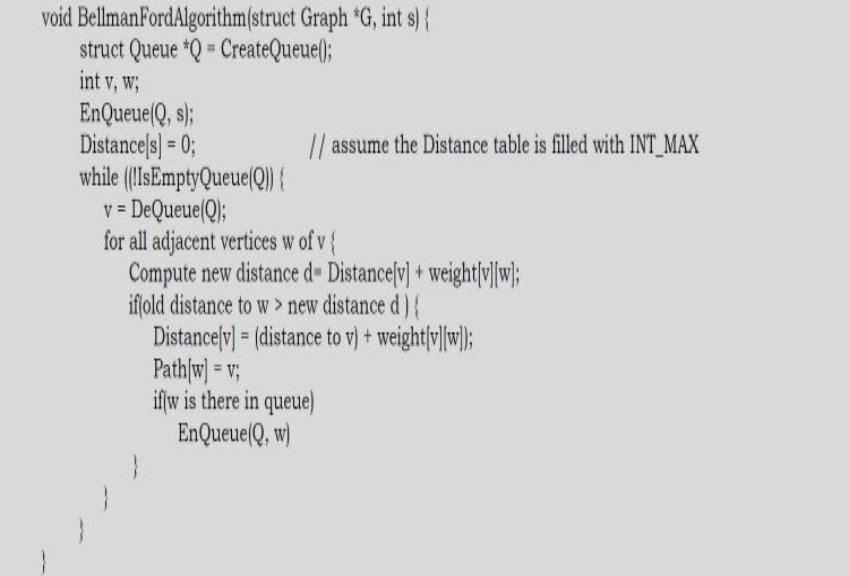 void BellmanFordAlgorithm(struct Graph *G, int s) {
struct Queue *Q = CreateQueue();
int v, w;
EnQueue(Q, s);
Distance[s] = 0; // assume the Distance table is filled with INT_MAX
while ((!IsEmptyQueue(Q)) {
v = DeQueue(Q);
for all adjacent vertices w of v {
Compute new distance d= Distance[v] + weight[v][w];
if(old distance to w > new distance d ) {
Distance[v] = (distance to v) + weight[v][w]);
Path[w] = v;
if(w is there in queue)
EnQueue(Q, w)
}
}
}
}